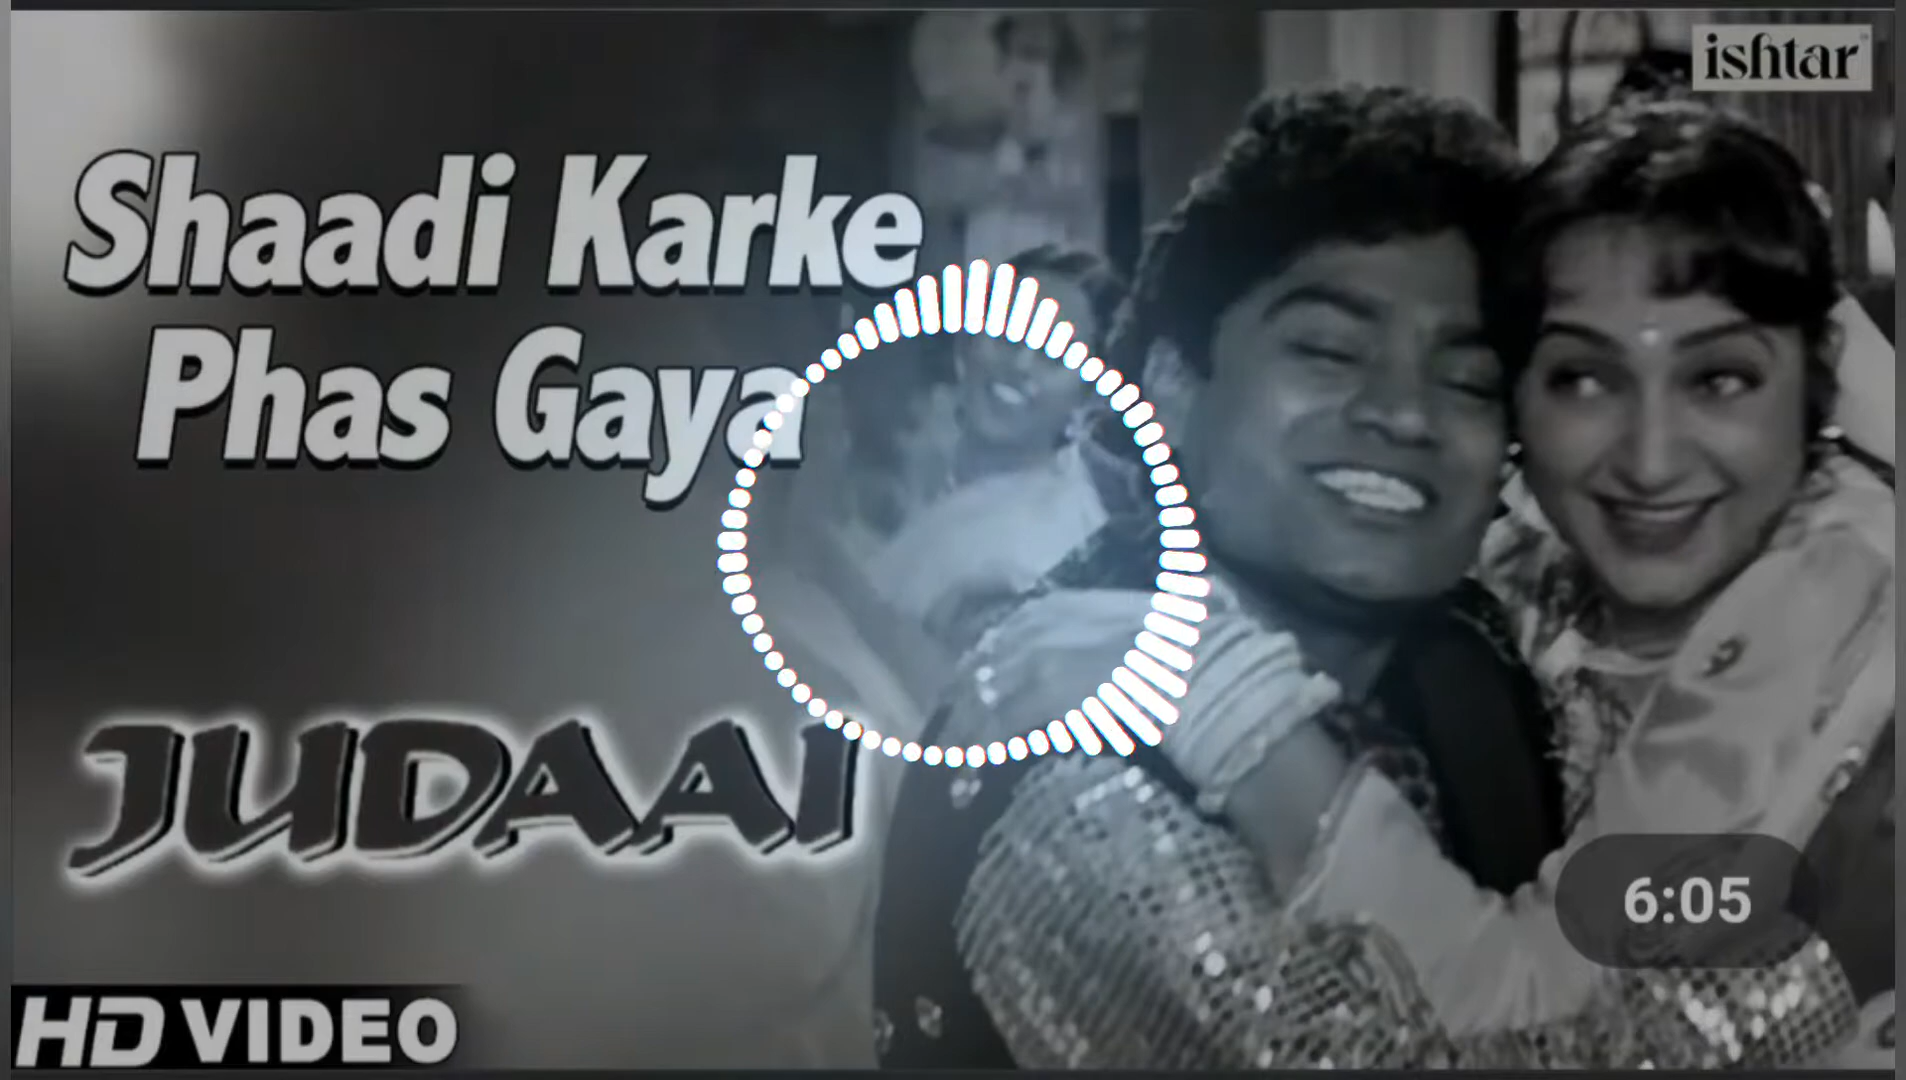 ishtar
Shaadi Karke
Phas Gaya
JUDAAI
6:05
HD VIDEO